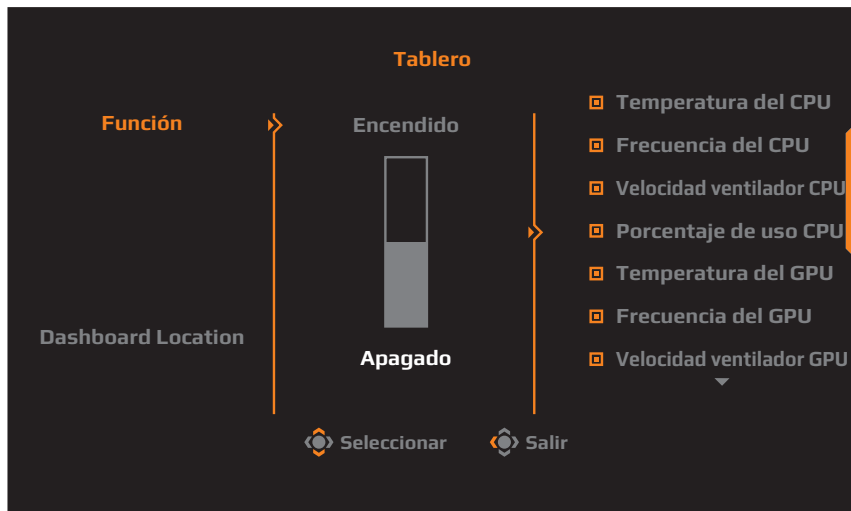 Tablero
Función
Dashboard Location
Encendido
Apagado
Temperatura del CPU
Frecuencia del CPU
Velocidad ventilador CPU
Porcentaje de uso CPU
Temperatura del GPU
Frecuencia del GPU
Velocidad ventilador GPU
Seleccionar
Salir